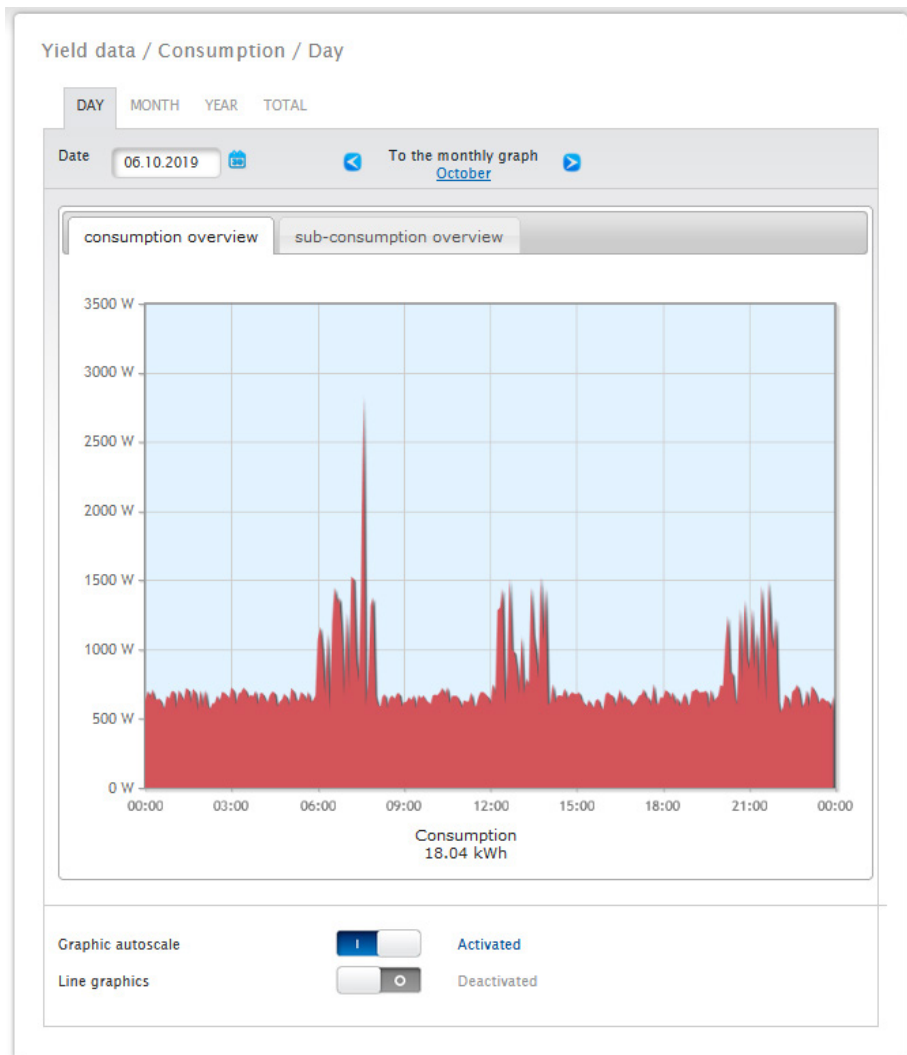 Yield data / Consumption / Day
DAY MONTH YEAR TOTAL
Date 06.10.2019 To the monthly graph
October
consumption overview sub-consumption overview
3500 W
3000 W
2500 W
2000 W
1500 W
1000 W
500 W
0 W
00:00 03:00 06:00 09:00 12:00 15:00 18:00 21:00 00:00
Consumption
18.04 kWh
Graphic autoscale I Activated
Line graphics O Deactivated